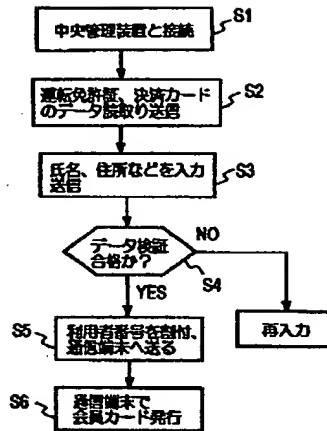 中央管理装置と接続
S1
運転免許証、決済カード
のデータ読取り送信
S2
氏名、住所などを入力
送信
S3
データ検証
合格か?
NO
S4
YES
S5
利用者番号を割付、
通信端末へ送る
再入力
S6
通信端末で
会員カード発行